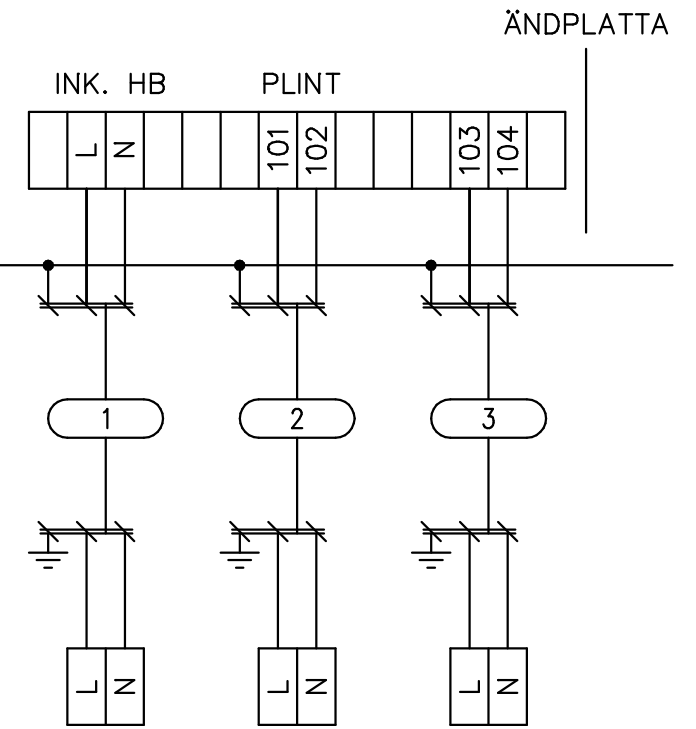 ÄNDPLATTA
INK. HB PLINT
L N 101 102 103 104
1 2 3
L N L N L N